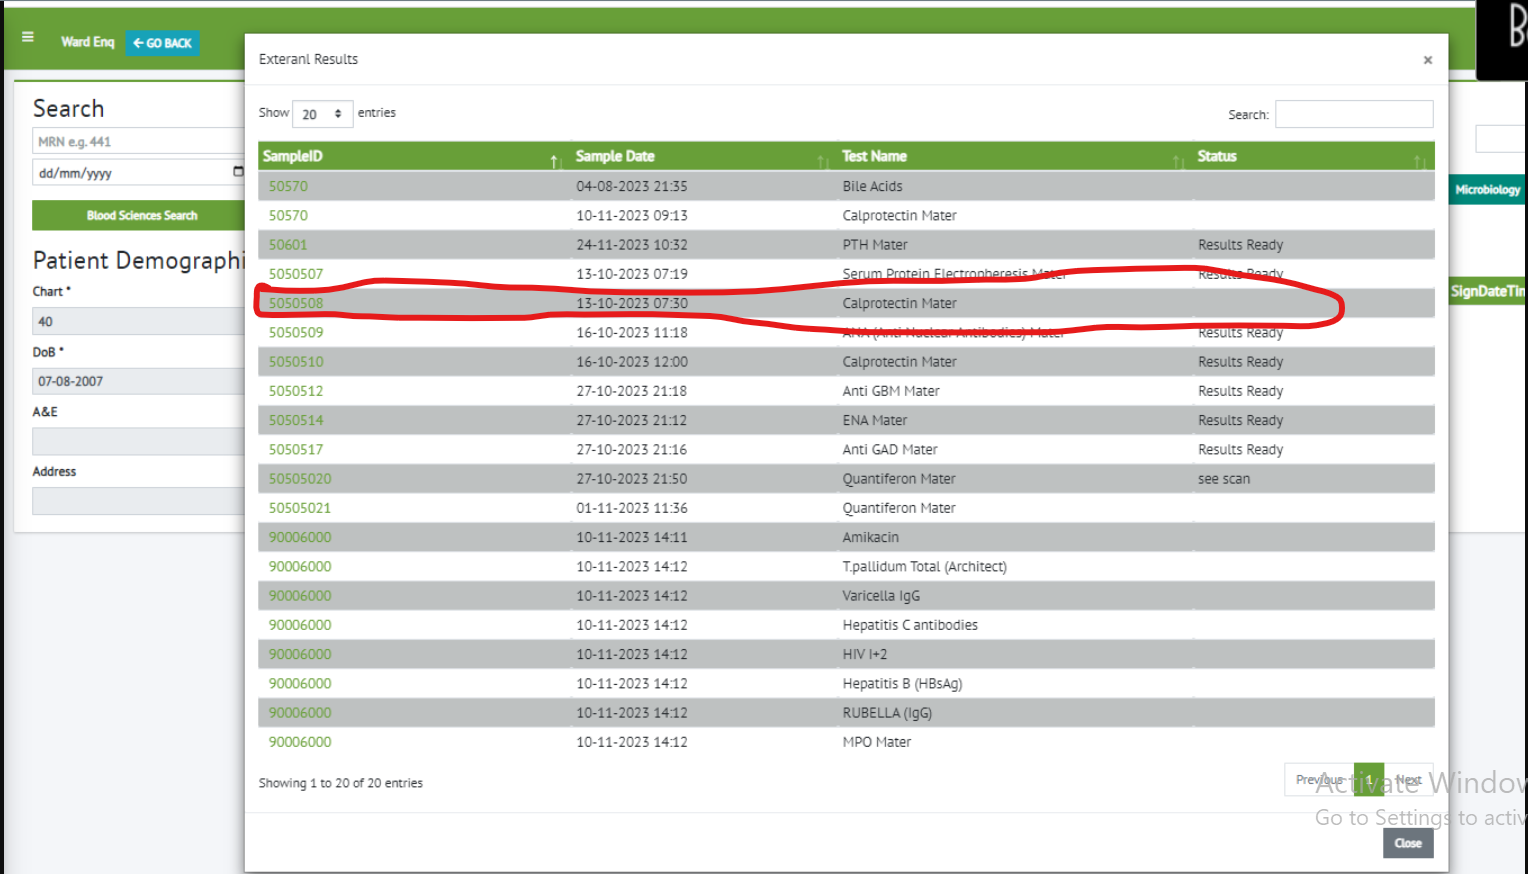 Ward Enq GO BACK
Exteranl Results
×
Search
MRN e.g. 441
dd/mm/yyyy
Blood Sciences Search
Patient Demographi
Chart *
40
DoB *
07-08-2007
A&E
Address
Show 20 entries
Search:
SampleID Sample Date Test Name Status
50570 04-08-2023 21:35 Bile Acids
50570 10-11-2023 09:13 Calprotectin Mater
50601 24-11-2023 10:32 PTH Mater Results Ready
5050507 13-10-2023 07:19 Serum Protein Electropheresis Mater Results Ready
5050508 13-10-2023 07:30 Calprotectin Mater
5050509 16-10-2023 11:18 ANA (Anti Nuclear Antibodies) Mater Results Ready
5050510 16-10-2023 12:00 Calprotectin Mater Results Ready
5050512 27-10-2023 21:18 Anti GBM Mater Results Ready
5050514 27-10-2023 21:12 ENA Mater Results Ready
5050517 27-10-2023 21:16 Anti GAD Mater Results Ready
50505020 27-10-2023 21:50 Quantiferon Mater see scan
50505021 01-11-2023 11:36 Quantiferon Mater
90006000 10-11-2023 14:11 Amikacin
90006000 10-11-2023 14:12 T.pallidum Total (Architect)
90006000 10-11-2023 14:12 Varicella IgG
90006000 10-11-2023 14:12 Hepatitis C antibodies
90006000 10-11-2023 14:12 HIV I+2
90006000 10-11-2023 14:12 Hepatitis B (HBsAg)
90006000 10-11-2023 14:12 RUBELLA (IgG)
90006000 10-11-2023 14:12 MPO Mater
Showing 1 to 20 of 20 entries
Previous 1 Next
Close
Microbiology
SignDateTim
Activate Window
Go to Settings to activ